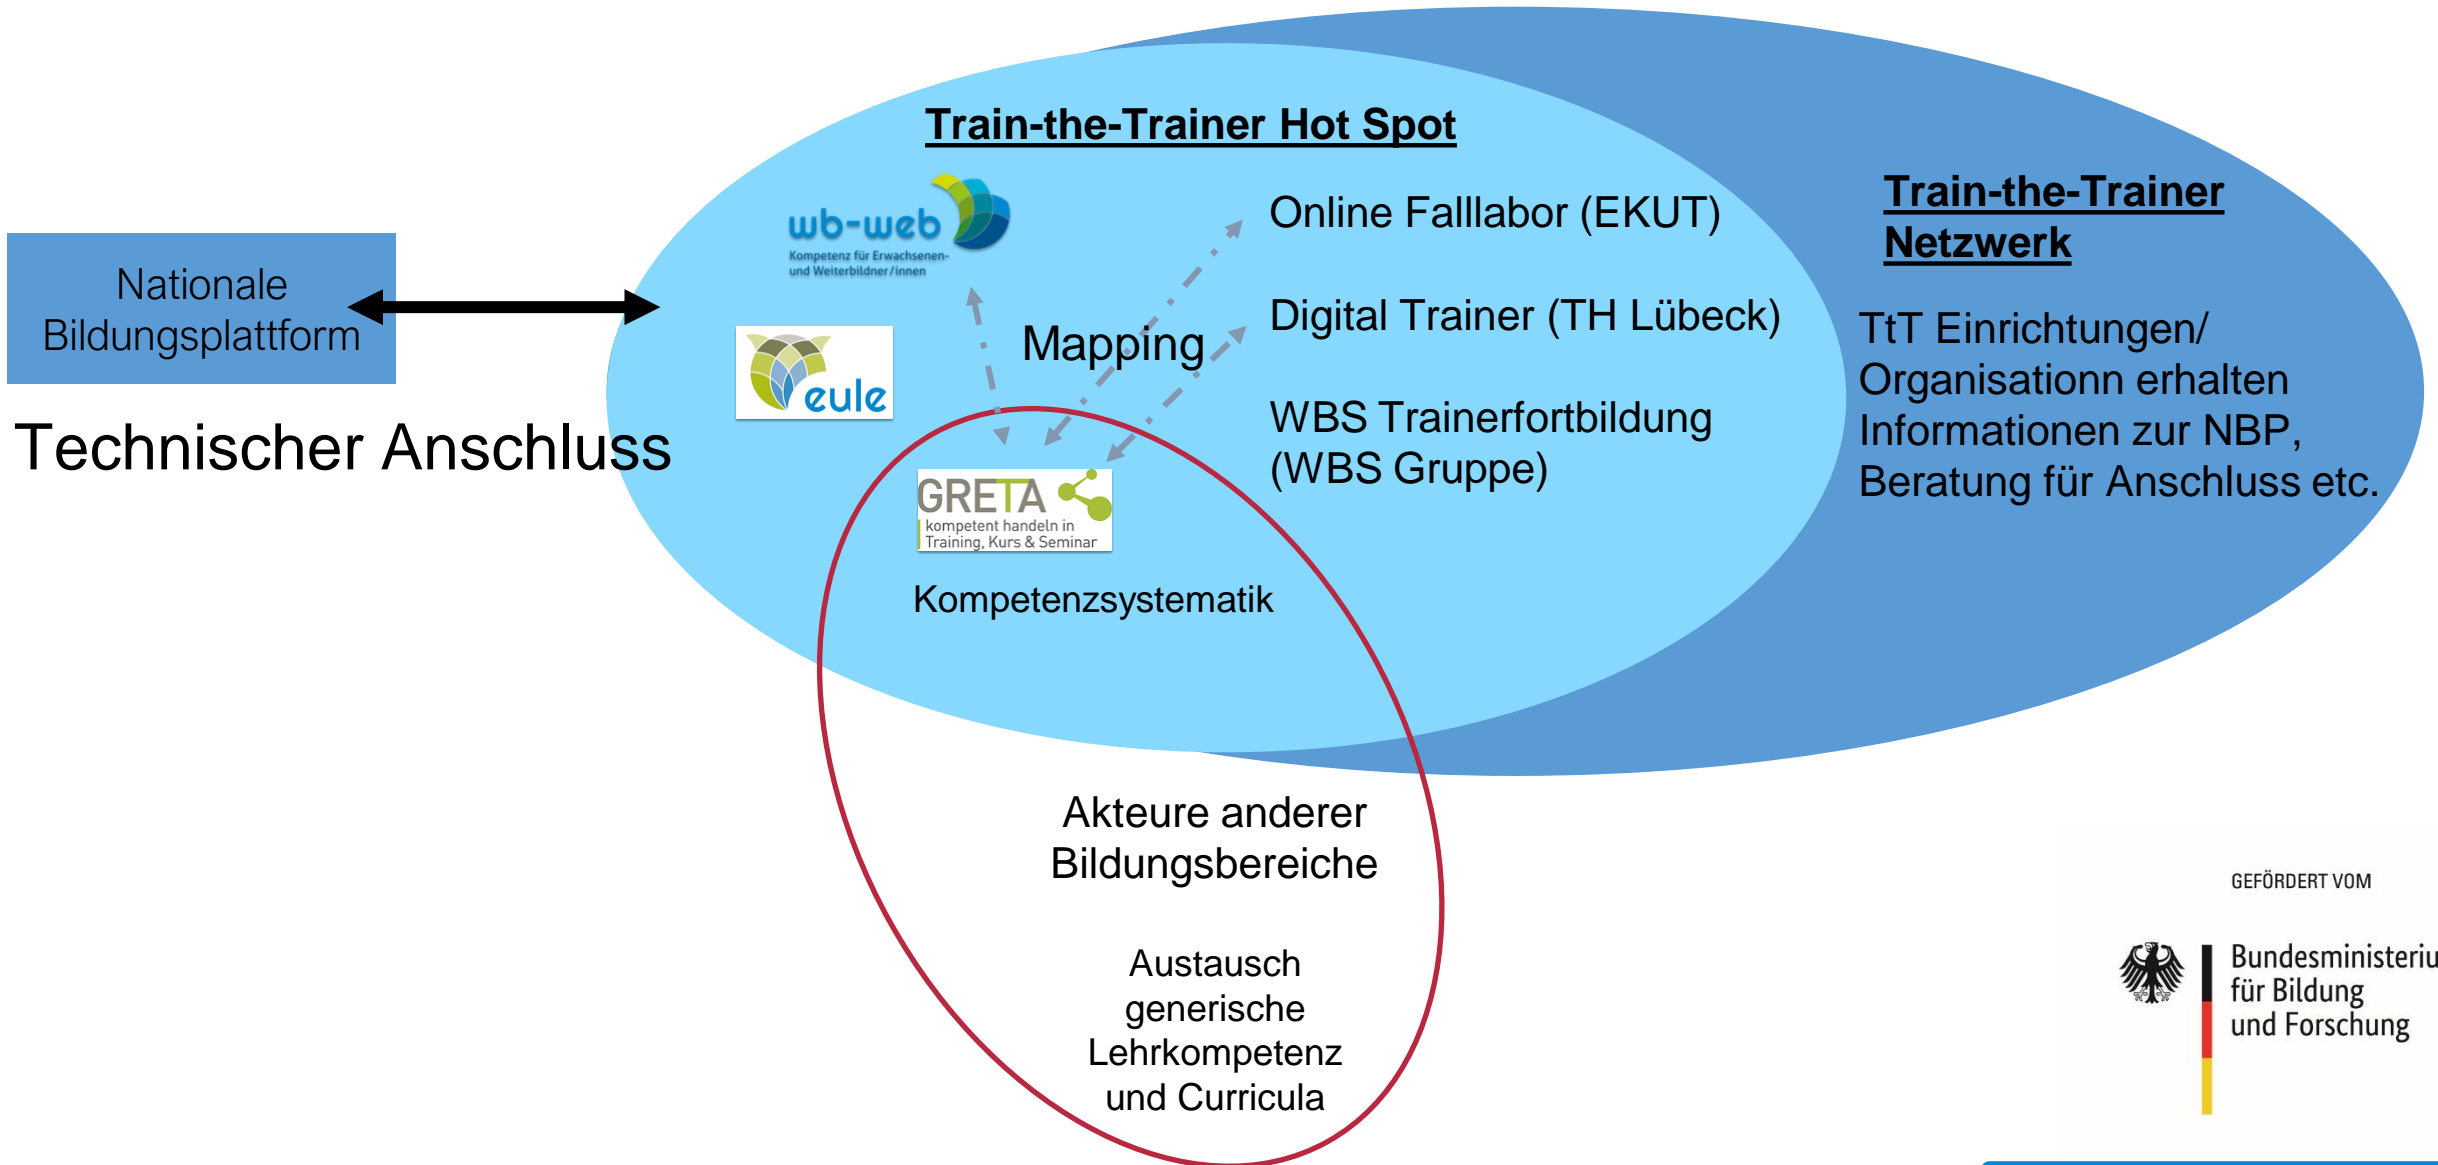 Train-the-Trainer Hot Spot
wb-web
Kompetenz für Erwachsenen-
und Weiterbildner/innen
Online Falllabor (EKUT)
Train-the-Trainer
Netzwerk
Nationale
Bildungsplattform
Digital Trainer (TH Lübeck)
Mapping
eule
TtT Einrichtungen/
Organisationn erhalten
Informationen zur NBP,
Beratung für Anschluss etc.
Technischer Anschluss
WBS Trainerfortbildung
(WBS Gruppe)
GRETA
kompetent handeln in
Training, Kurs & Seminar
Kompetenzsystematik
Akteure anderer
Bildungsbereiche
Austausch
generische
Lehrkompetenz
und Curricula
GEFÖRDERT VOM
Bundesministeriu
für Bildung
und Forschung